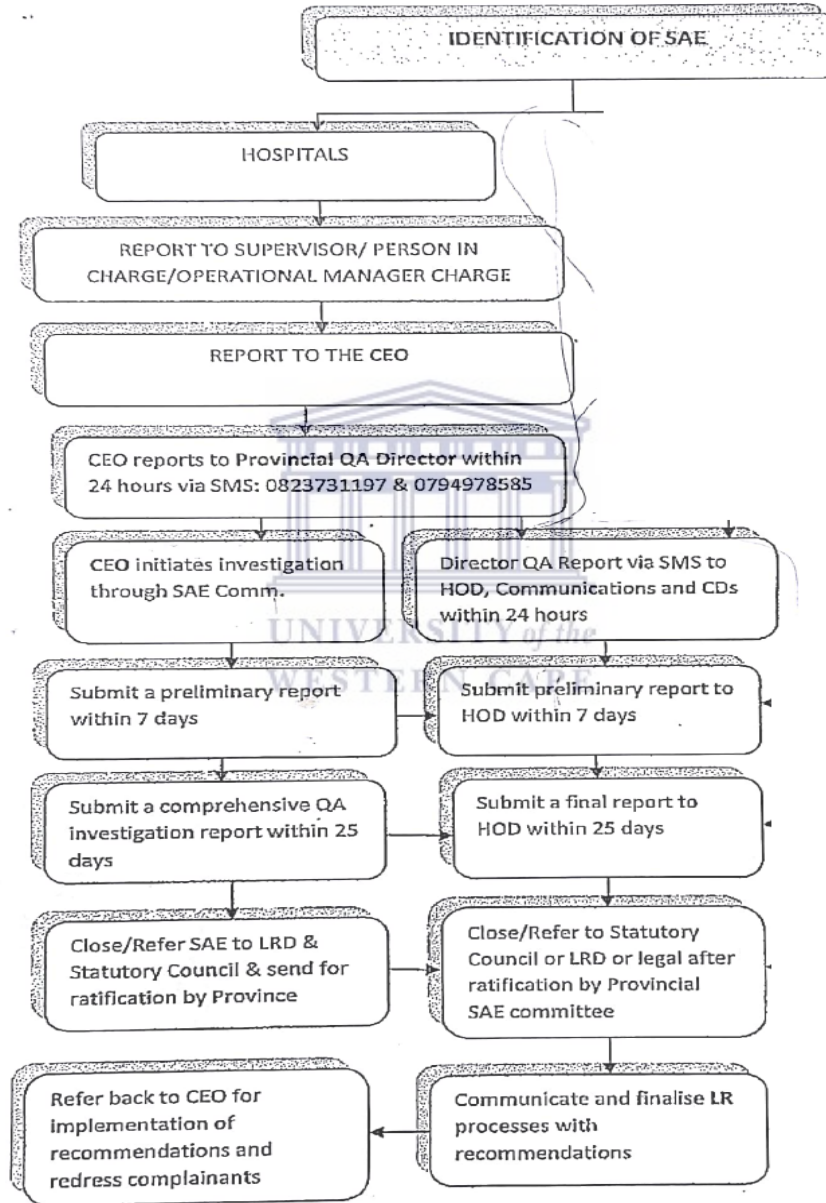 IDENTIFICATION OF SAE
HOSPITALS
REPORT TO SUPERVISOR/ PERSON IN
CHARGE/OPERATIONAL MANAGER CHARGE
REPORT TO THE CEO
CEO reports to Provincial QA Director within
24 hours via SMS: 0823731197 & 0794978585
CEO initiates investigation
through SAE Comm.
Director QA Report via SMS to
HOD, Communications and CDs
within 24 hours
UNIVERSITY of the
WESTERN CAPE
Submit a preliminary report
within 7 days
Submit preliminary report to
HOD within 7 days
Submit a comprehensive QA
investigation report within 25
days
Submit a final report to
HOD within 25 days
Close/Refer SAE to LRD &
Statutory Council & send for
ratification by Province
Close/Refer to Statutory
Council or LRD or legal after
ratification by Provincial
SAE committee
Refer back to CEO for
implementation of
recommendations and
redress complainants
Communicate and finalise LR
processes with
recommendations